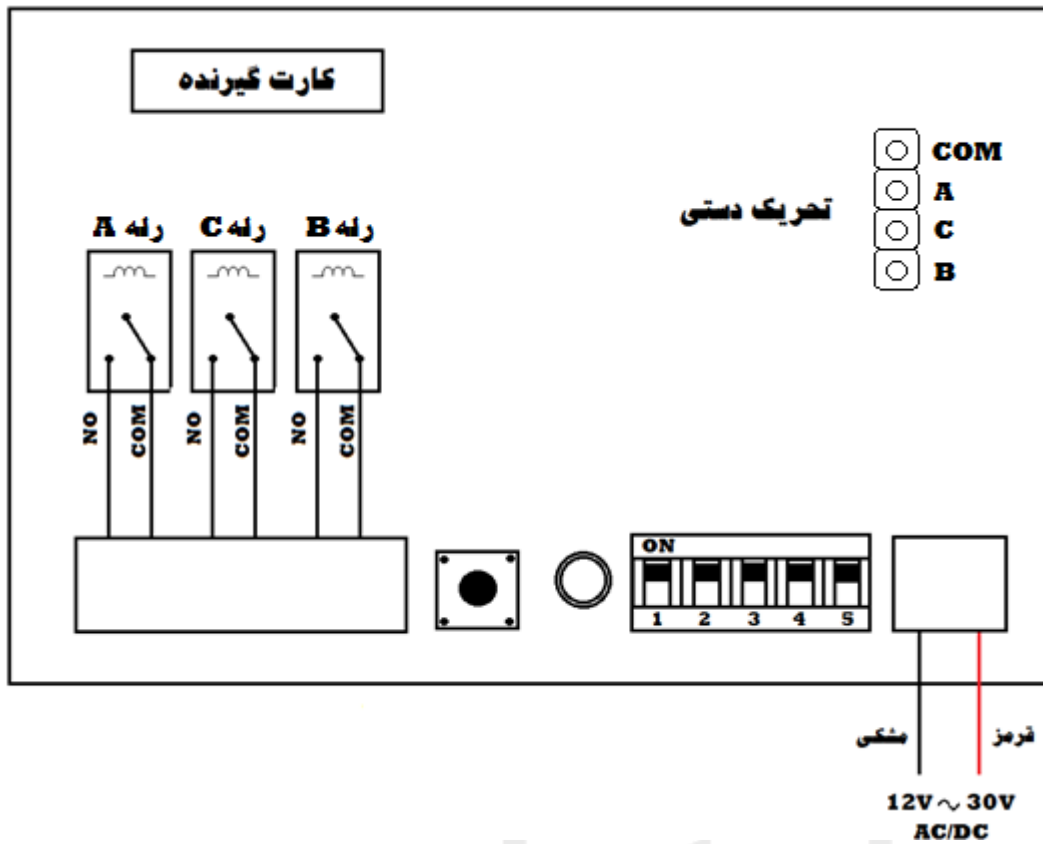 کارت گیرنده
COM
A
تحریک دستی
C
B
رله A
رله C
رله B
NO
COM
NO
COM
NO
COM
ON
1 2 3 4 5
مشکی
قرمز
12V ~ 30V
AC/DC